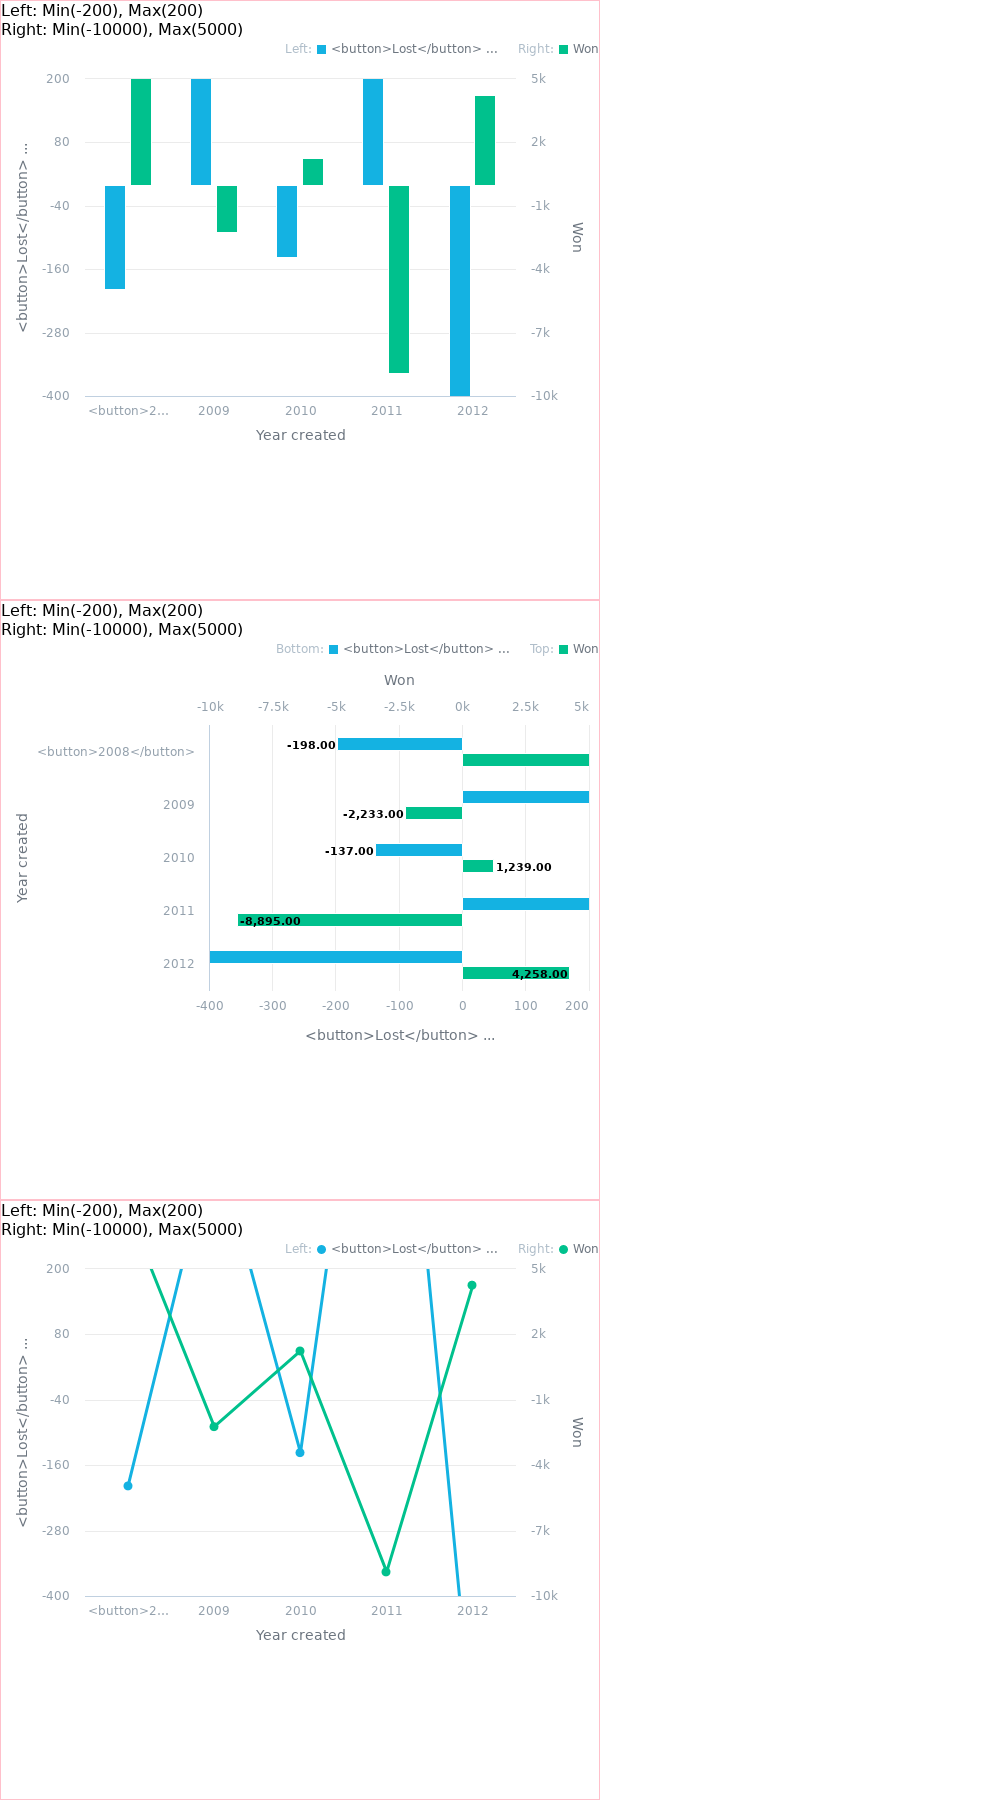 Left: Min(-200), Max(200)
Right: Min(-10000), Max(5000)
Left: <button>Lost</button> ... Right: Won
200 5k
80 2k
-40 -1k
-160 -4k
-280 -7k
-400 -10k
<button>Lost</button> ...
Won
<button>2... 2009 2010 2011 2012
Year created
Left: Min(-200), Max(200)
Right: Min(-10000), Max(5000)
Bottom: <button>Lost</button> ... Top: Won
Won
-10k -7.5k -5k -2.5k 0k 2.5k 5k
-198.00
<button>2008</button>
2009
-2,233.00
-137.00
2010
1,239.00
2011
-8,895.00
2012
4,258.00
Year created
-400 -300 -200 -100 0 100 200
<button>Lost</button> ...
Left: Min(-200), Max(200)
Right: Min(-10000), Max(5000)
Left: <button>Lost</button> ... Right: Won
200 5k
80 2k
-40 -1k
-160 -4k
-280 -7k
-400 -10k
<button>Lost</button> ...
Won
<button>2... 2009 2010 2011 2012
Year created